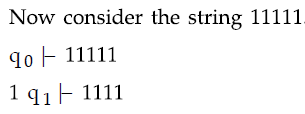 Now consider the string 11111.
q0 ⊢ 11111
1 q1 ⊢ 1111